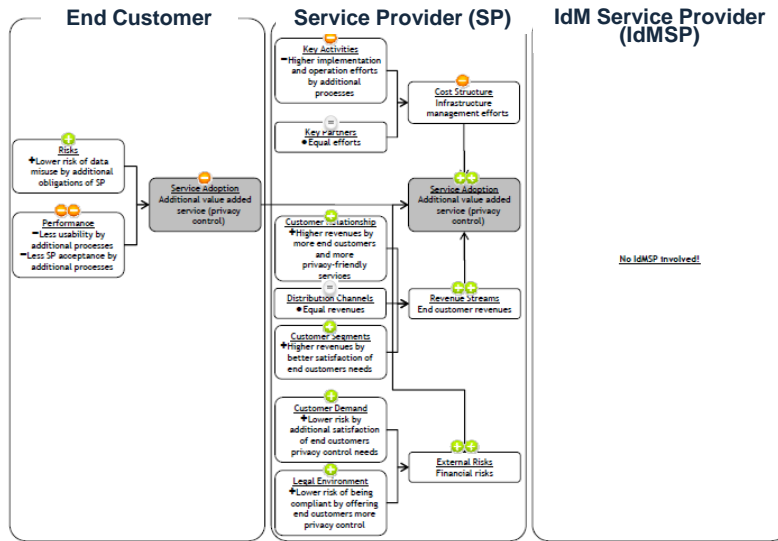 End Customer
Service Provider (SP)
IdM Service Provider
(IdMSP)
Risks
+Lower risk of data
misuse by additional
obligations of SP
Performance
−Less usability by
additional processes
−Less SP acceptance by
additional processes
Service Adoption
Additional value added
service (privacy
control)
Key Activities
−Higher implementation
and operation efforts
by additional
processes
=
Key Partners
●Equal efforts
Cost Structure
Infrastructure
management efforts
Service Adoption
Additional value added
service (privacy
control)
Customer Relationship
+Higher revenues by
more end customers
and more
privacy-friendly
services
=
Distribution Channels
●Equal revenues
Customer Segments
+Higher revenues by
better satisfaction of
end customers needs
Revenue Streams
End customer revenues
Customer Demand
+Lower risk by
additional satisfaction
of end customers
privacy control needs
Legal Environment
+Lower risk of being
compliant by offering
end customers more
privacy control
External Risks
Financial risks
No IdMSP involved!